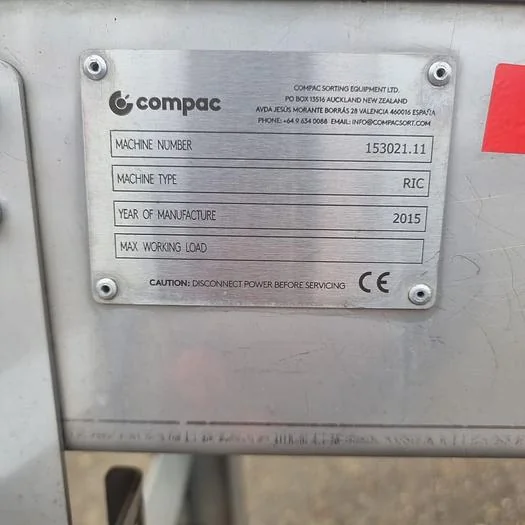 compac
COMPAC SORTING EQUIPMENT LTD.
PO BOX 13516 AUCKLAND NEW ZEALAND
AVDA JESÚS MORANTE BORRÁS 28 VALENCIA 460016 ESPAÑA
PHONE: +64 9 634 0088 EMAIL: INFO@COMPACSORT.COM
MACHINE NUMBER 153021.11
MACHINE TYPE RIC
YEAR OF MANUFACTURE 2015
MAX WORKING LOAD
CAUTION: DISCONNECT POWER BEFORE SERVICING CE